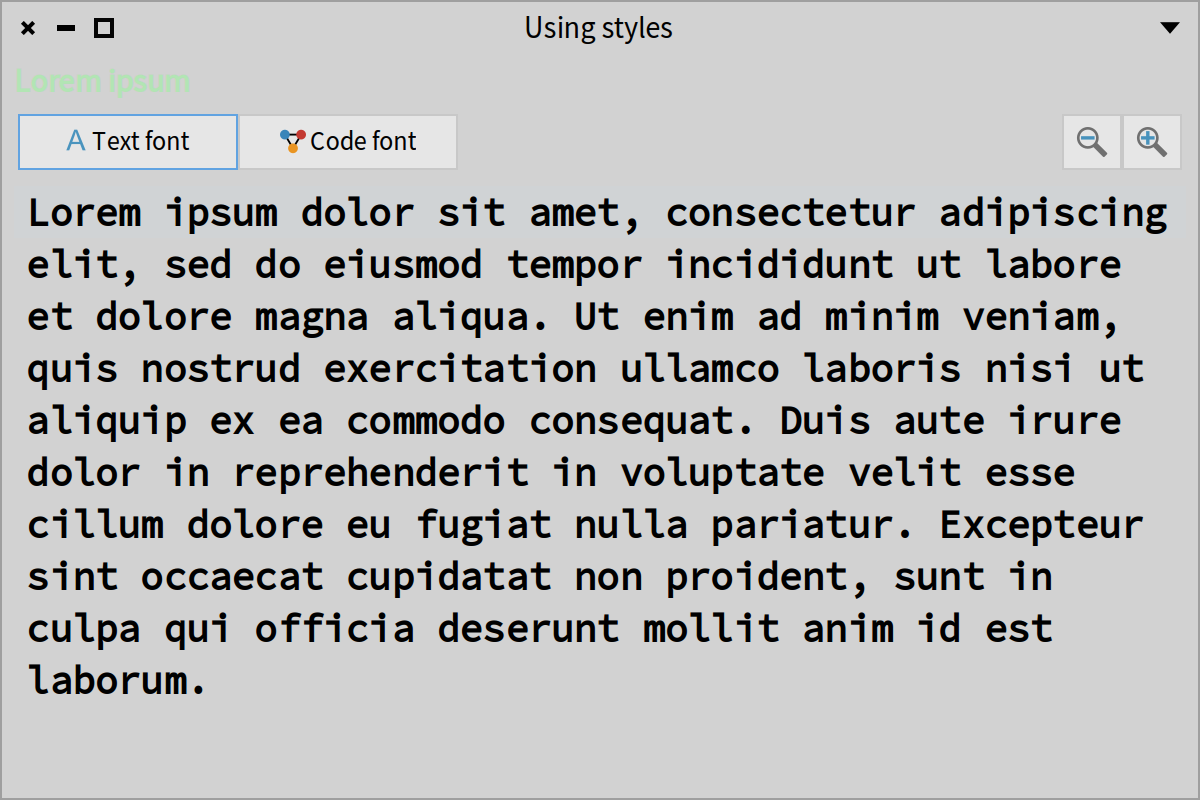 Using styles
Lorem ipsum
Text font
Code font
Lorem ipsum dolor sit amet, consectetur adipiscing
elit, sed do eiusmod tempor incididunt ut labore
et dolore magna aliqua. Ut enim ad minim veniam,
quis nostrud exercitation ullamco laboris nisi ut
aliquip ex ea commodo consequat. Duis aute irure
dolor in reprehenderit in voluptate velit esse
cillum dolore eu fugiat nulla pariatur. Excepteur
sint occaecat cupidatat non proident, sunt in
culpa qui officia deserunt mollit anim id est
laborum.